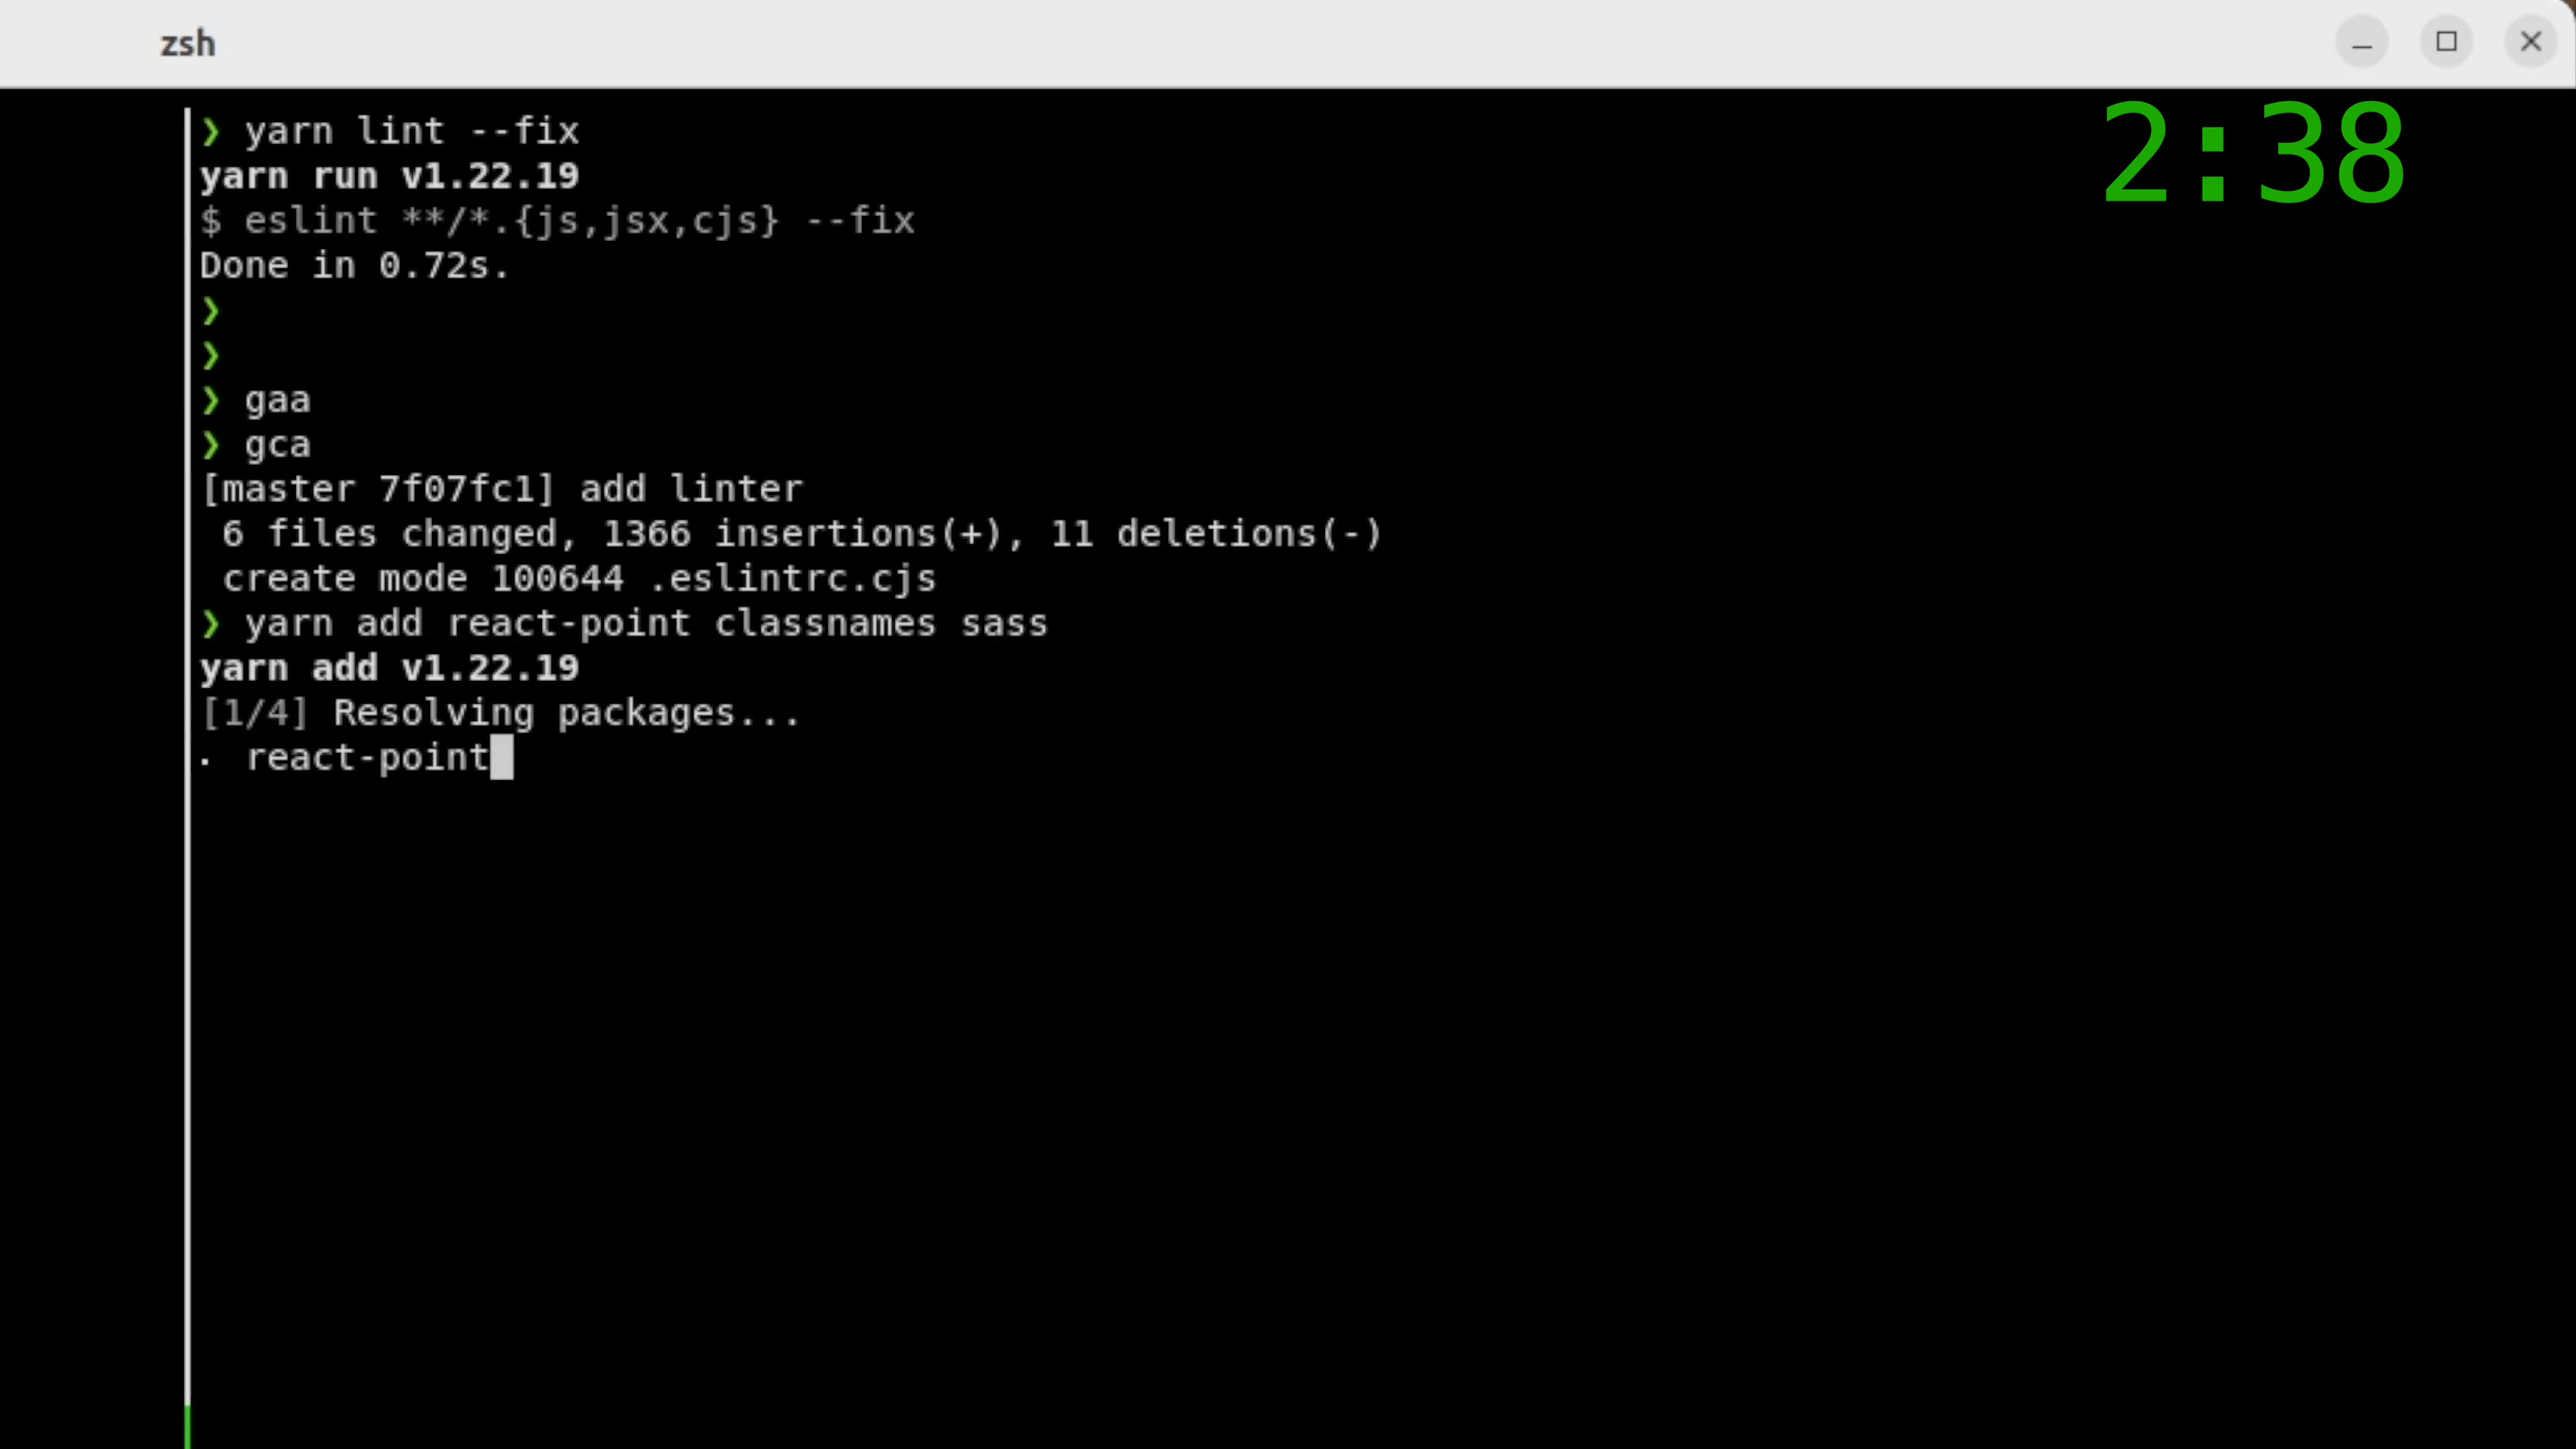 zsh
2:38
❯ yarn lint --fix
yarn run v1.22.19
$ eslint **/*.{js,jsx,cjs} --fix
Done in 0.72s.
❯
❯
❯ gaa
❯ gca
[master 7f07fc1] add linter
 6 files changed, 1366 insertions(+), 11 deletions(-)
 create mode 100644 .eslintrc.cjs
❯ yarn add react-point classnames sass
yarn add v1.22.19
[1/4] Resolving packages...
⠂ react-point